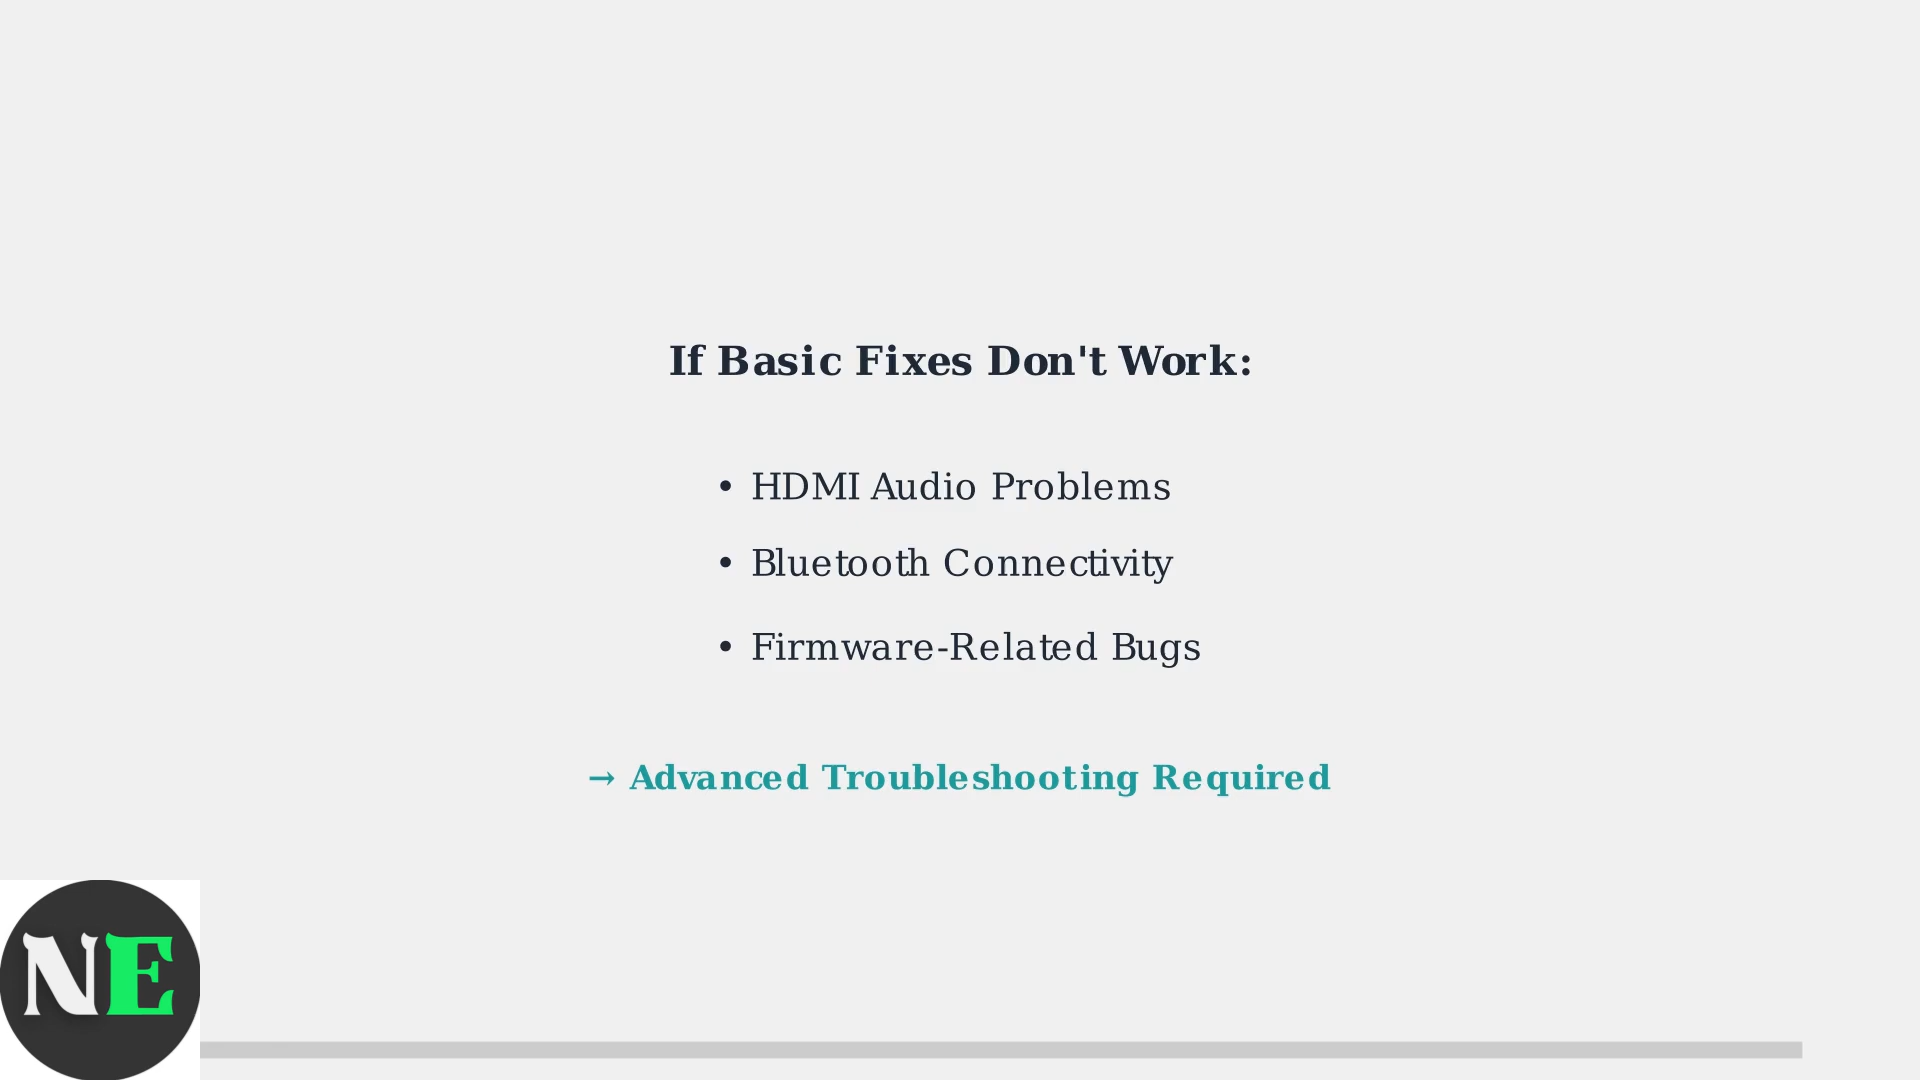 If Basic Fixes Don't Work:
• HDMI Audio Problems
• Bluetooth Connectivity
• Firmware-Related Bugs
→ Advanced Troubleshooting Required
NE